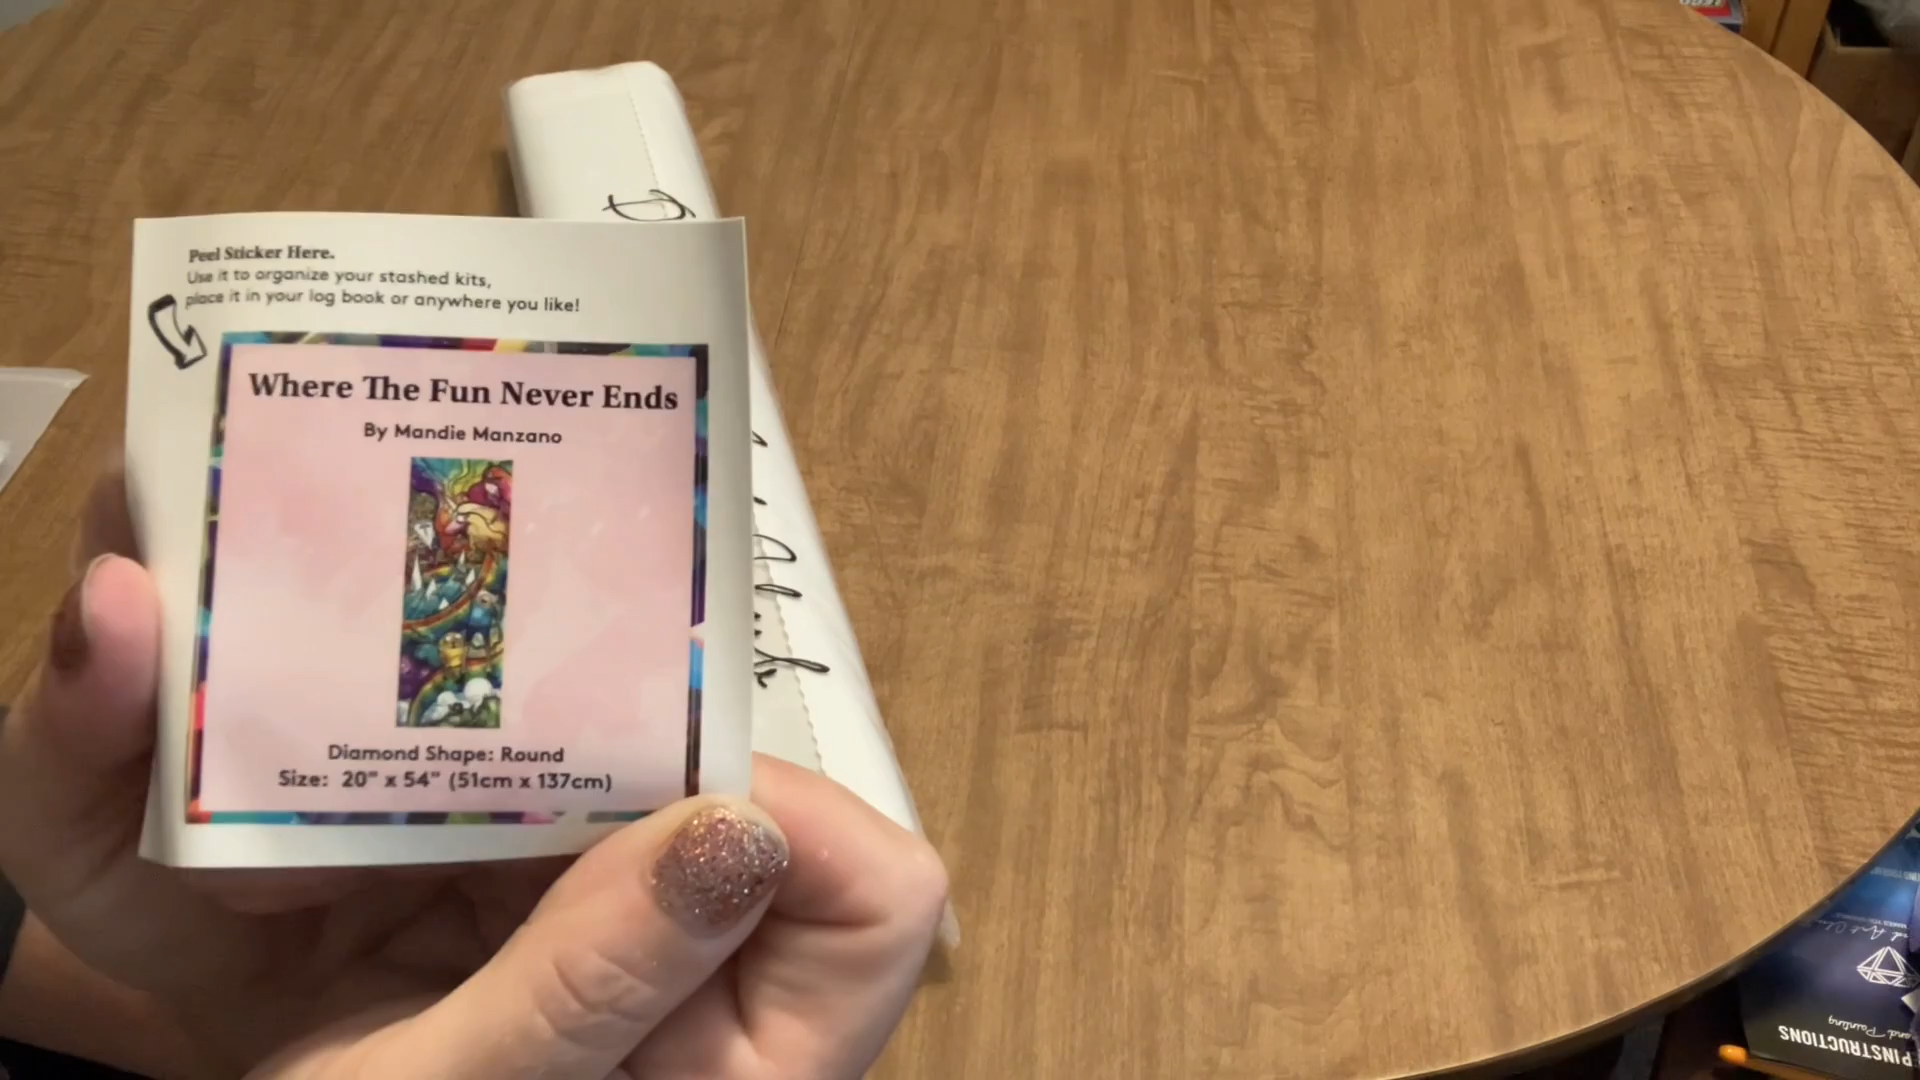 Peel Sticker Here.
Use it to organize your stashed kits,
place it in your log book or anywhere you like!
Where The Fun Never Ends
By Mandie Manzano
Diamond Shape: Round
Size: 20" x 54" (51cm x 137cm)
LEGO
INSTRUCTIONS